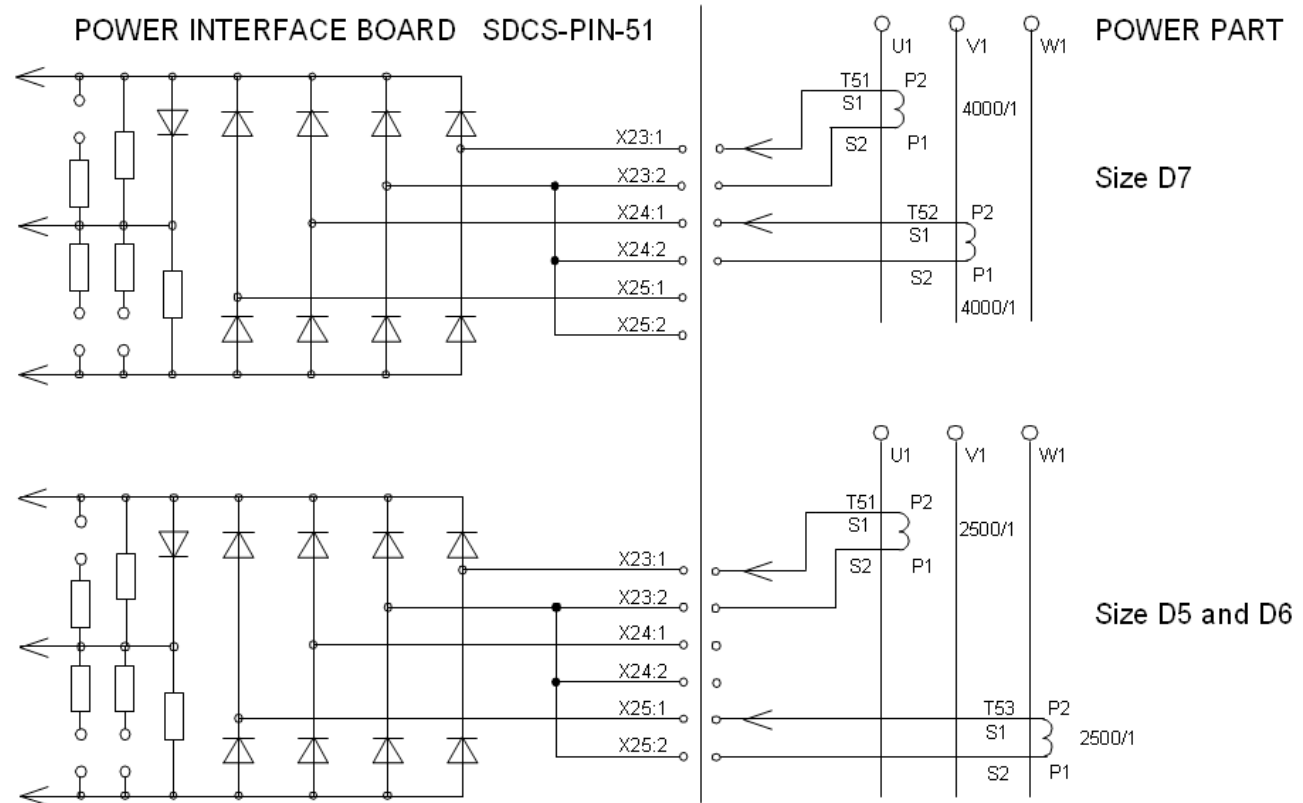 POWER INTERFACE BOARD SDCS-PIN-51
POWER PART
U1
V1
W1
T51
P2
S1
4000/1
X23:1
S2
P1
X23:2
Size D7
X24:1
T52
P2
S1
X24:2
S2
P1
X25:1
4000/1
X25:2
U1
V1
W1
T51
P2
S1
2500/1
X23:1
S2
P1
X23:2
Size D5 and D6
X24:1
X24:2
X25:1
T53
P2
S1
2500/1
X25:2
S2
P1